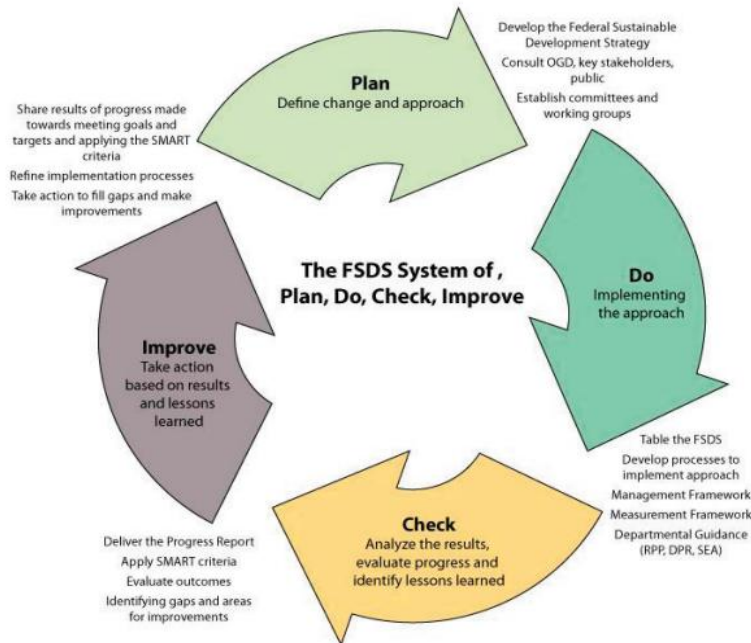 Plan
Define change and approach
Develop the Federal Sustainable
Development Strategy
Consult OGD, key stakeholders,
public
Establish committees and
working groups
The FSDS System of ,
Plan, Do, Check, Improve
Do
Implementing
the approach
Table the FSDS
Develop processes to
implement approach
Management Framework
Measurement Framework
Departmental Guidance
(RPP, DPR, SEA)
Check
Analyze the results,
evaluate progress and
identify lessons learned
Deliver the Progress Report
Apply SMART criteria
Evaluate outcomes
Identifying gaps and areas
for improvements
Improve
Take action
based on results
and lessons
learned
Share results of progress made
towards meeting goals and
targets and applying the SMART
criteria
Refine implementation processes
Take action to fill gaps and make
improvements